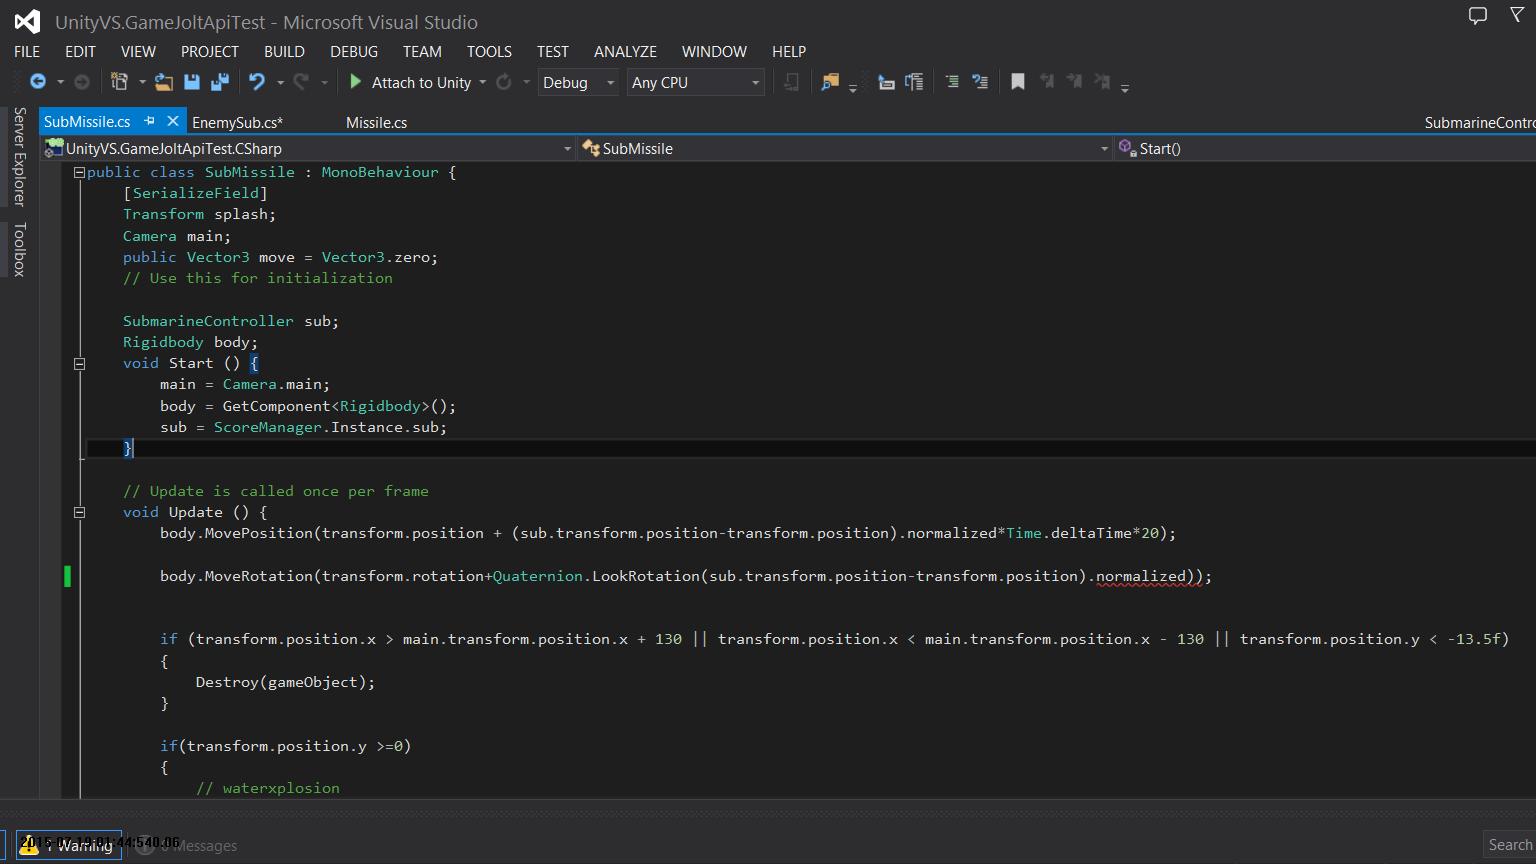 UnityVS.GameJoltApiTest - Microsoft Visual Studio
FILE EDIT VIEW PROJECT BUILD DEBUG TEAM TOOLS TEST ANALYZE WINDOW HELP
Attach to Unity Debug Any CPU
Server Explorer
Toolbox
SubMissile.cs EnemySub.cs* Missile.cs SubmarineContro
UnityVS.GameJoltApiTest.CSharp SubMissile Start()
public class SubMissile : MonoBehaviour {
[SerializeField]
Transform splash;
Camera main;
public Vector3 move = Vector3.zero;
// Use this for initialization
SubmarineController sub;
Rigidbody body;
void Start () {
main = Camera.main;
body = GetComponent<Rigidbody>();
sub = ScoreManager.Instance.sub;
}
// Update is called once per frame
void Update () {
body.MovePosition(transform.position + (sub.transform.position-transform.position).normalized*Time.deltaTime*20);
body.MoveRotation(transform.rotation+Quaternion.LookRotation(sub.transform.position-transform.position).normalized));
if (transform.position.x > main.transform.position.x + 130 || transform.position.x < main.transform.position.x - 130 || transform.position.y < -13.5f)
{
Destroy(gameObject);
}
if(transform.position.y >=0)
{
// waterxplosion
1 Warning 0 Messages
Search